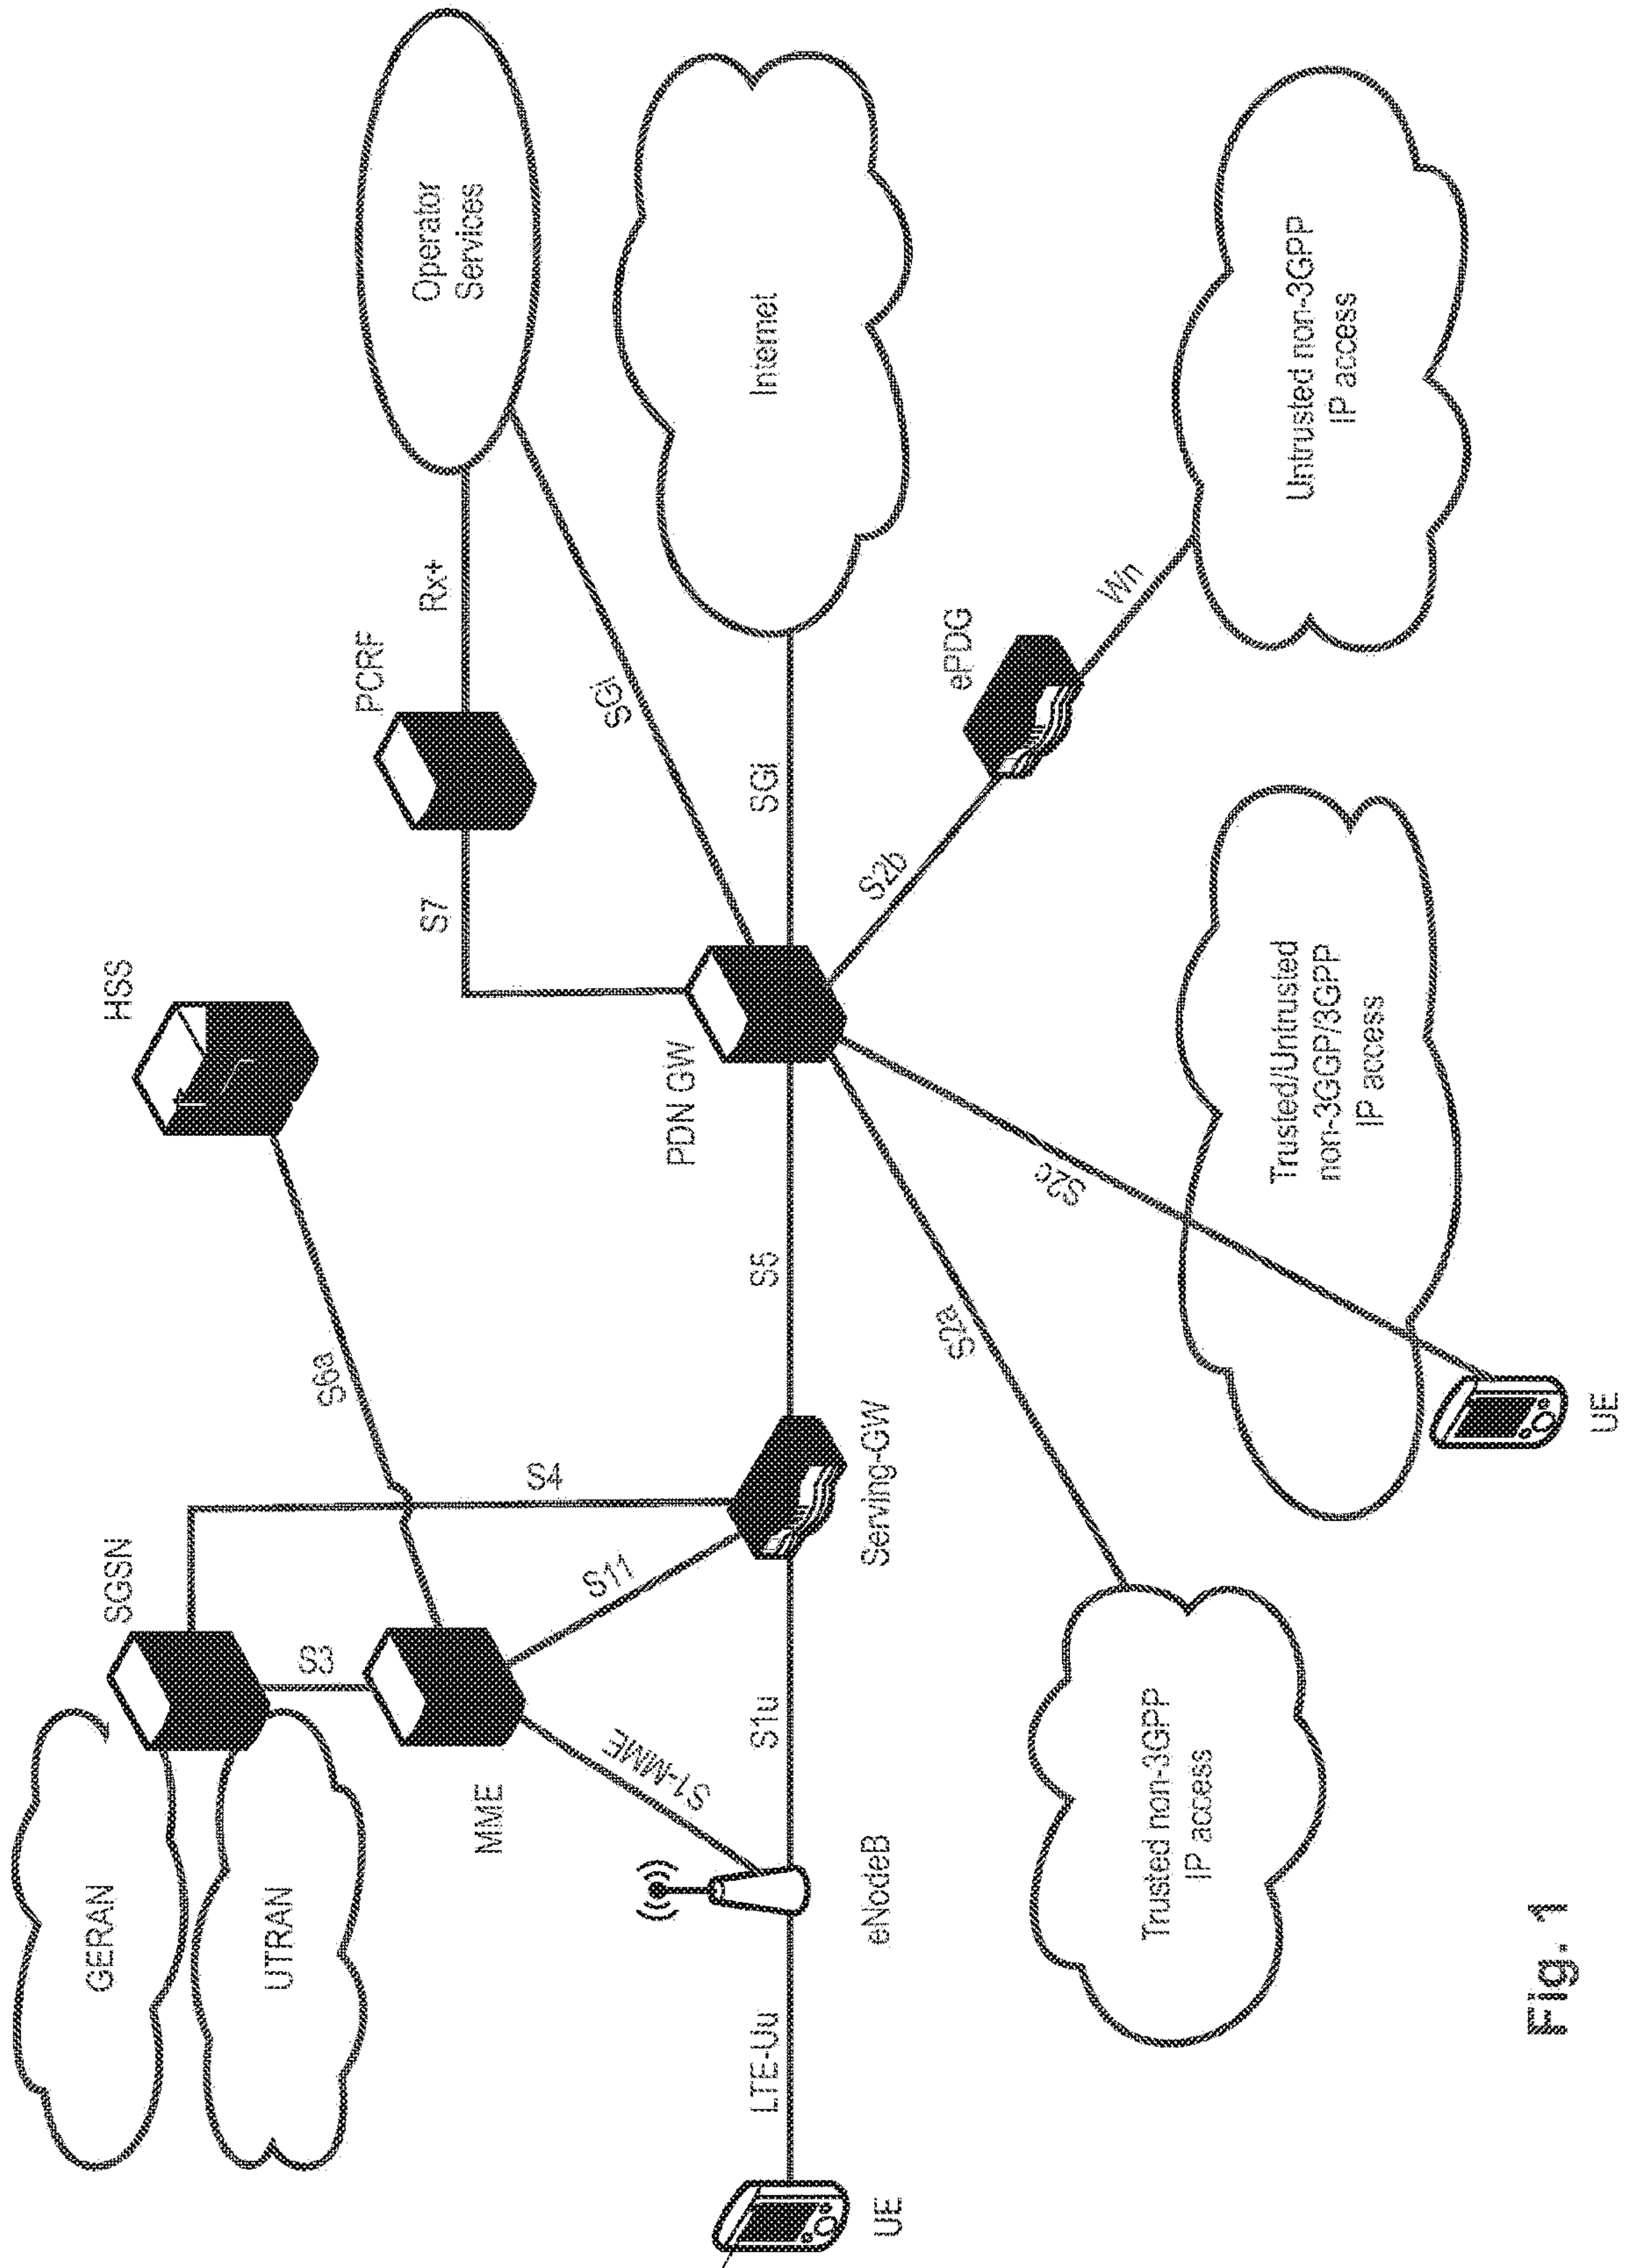 HSS
Operator
Services
GERAN
SGSN
PCRF
Rx+
S7
S3
S6a
UTRAN
S4
MME
S11
SGi
Internet
S1-MME
PDN GW
LTE-Uu
S1u
S5
SGi
UE
eNodeB
Serving-GW
S2b
ePDG
S2a
S2c
Wn
Trusted non-3GPP
IP access
Trusted/Untrusted
non-3GGP/3GPP
IP access
Untrusted non-3GPP
IP access
UE
Fig. 1